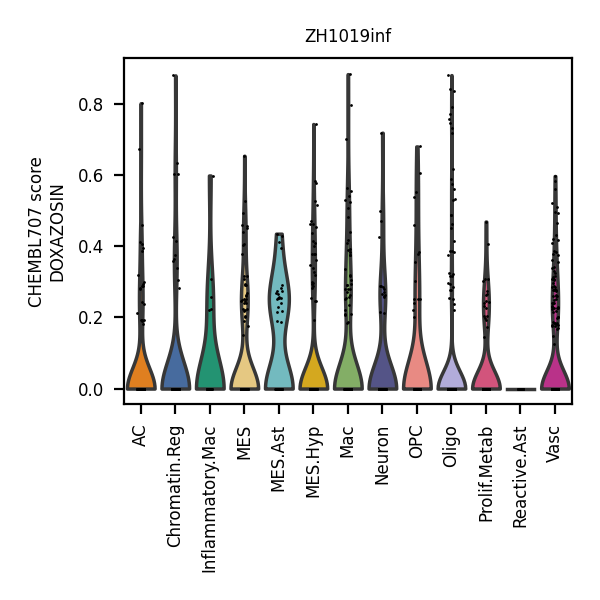 ZH1019inf
CHEMBL707 score
DOXAZOSIN
0.8
0.6
0.4
0.2
0.0
AC
Chromatin.Reg
Inflammatory.Mac
MES
MES.Ast
MES.Hyp
Mac
Neuron
OPC
Oligo
Prolif.Metab
Reactive.Ast
Vasc